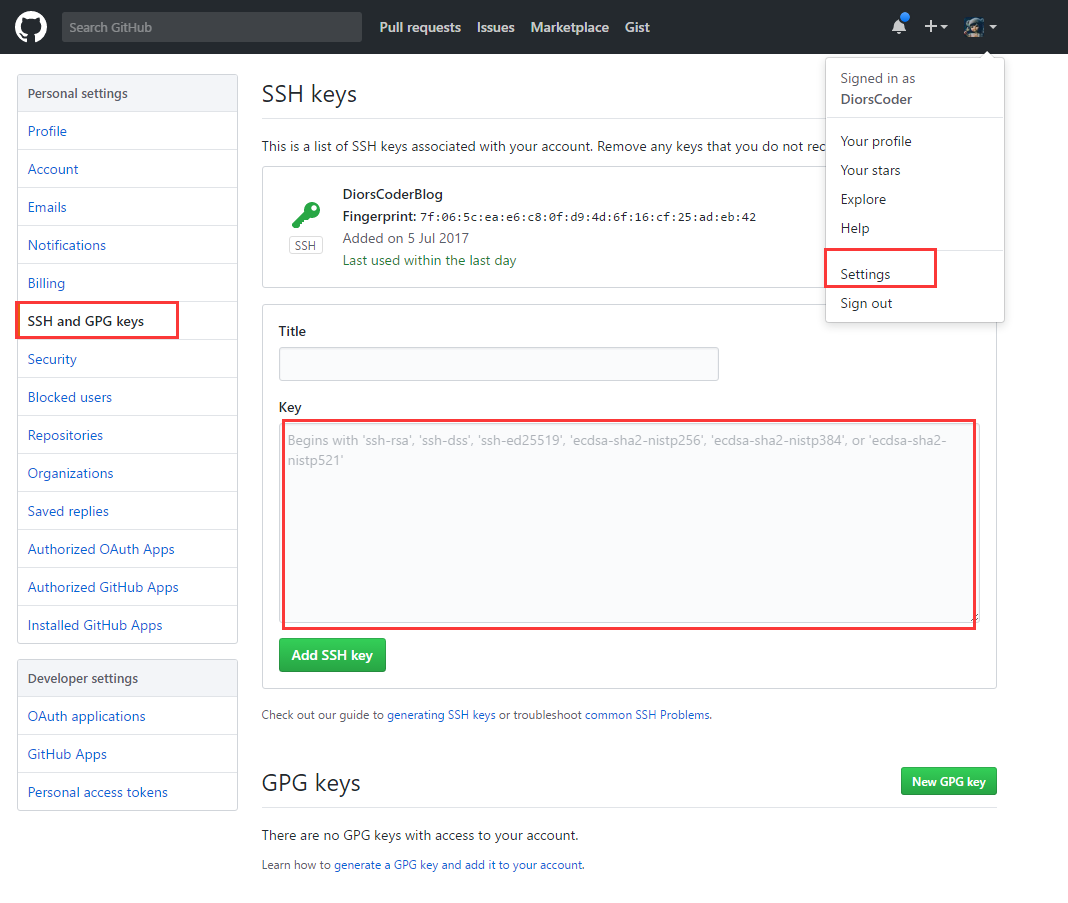 Search GitHub
Pull requests
Issues
Marketplace
Gist
Signed in as
DiorsCoder
Your profile
Your stars
Explore
Help
Settings
Sign out
Personal settings
Profile
Account
Emails
Notifications
Billing
SSH and GPG keys
Security
Blocked users
Repositories
Organizations
Saved replies
Authorized OAuth Apps
Authorized GitHub Apps
Installed GitHub Apps
Developer settings
OAuth applications
GitHub Apps
Personal access tokens
SSH keys
This is a list of SSH keys associated with your account. Remove any keys that you do not rec
SSH
DiorsCoderBlog
Fingerprint: 7f:06:5c:ea:e6:c8:0f:d9:4d:6f:16:cf:25:ad:eb:42
Added on 5 Jul 2017
Last used within the last day
Title
Key
Begins with 'ssh-rsa', 'ssh-dss', 'ssh-ed25519', 'ecdsa-sha2-nistp256', 'ecdsa-sha2-nistp384', or 'ecdsa-sha2-
nistp521'
Add SSH key
Check out our guide to generating SSH keys or troubleshoot common SSH Problems.
GPG keys
New GPG key
There are no GPG keys with access to your account.
Learn how to generate a GPG key and add it to your account.